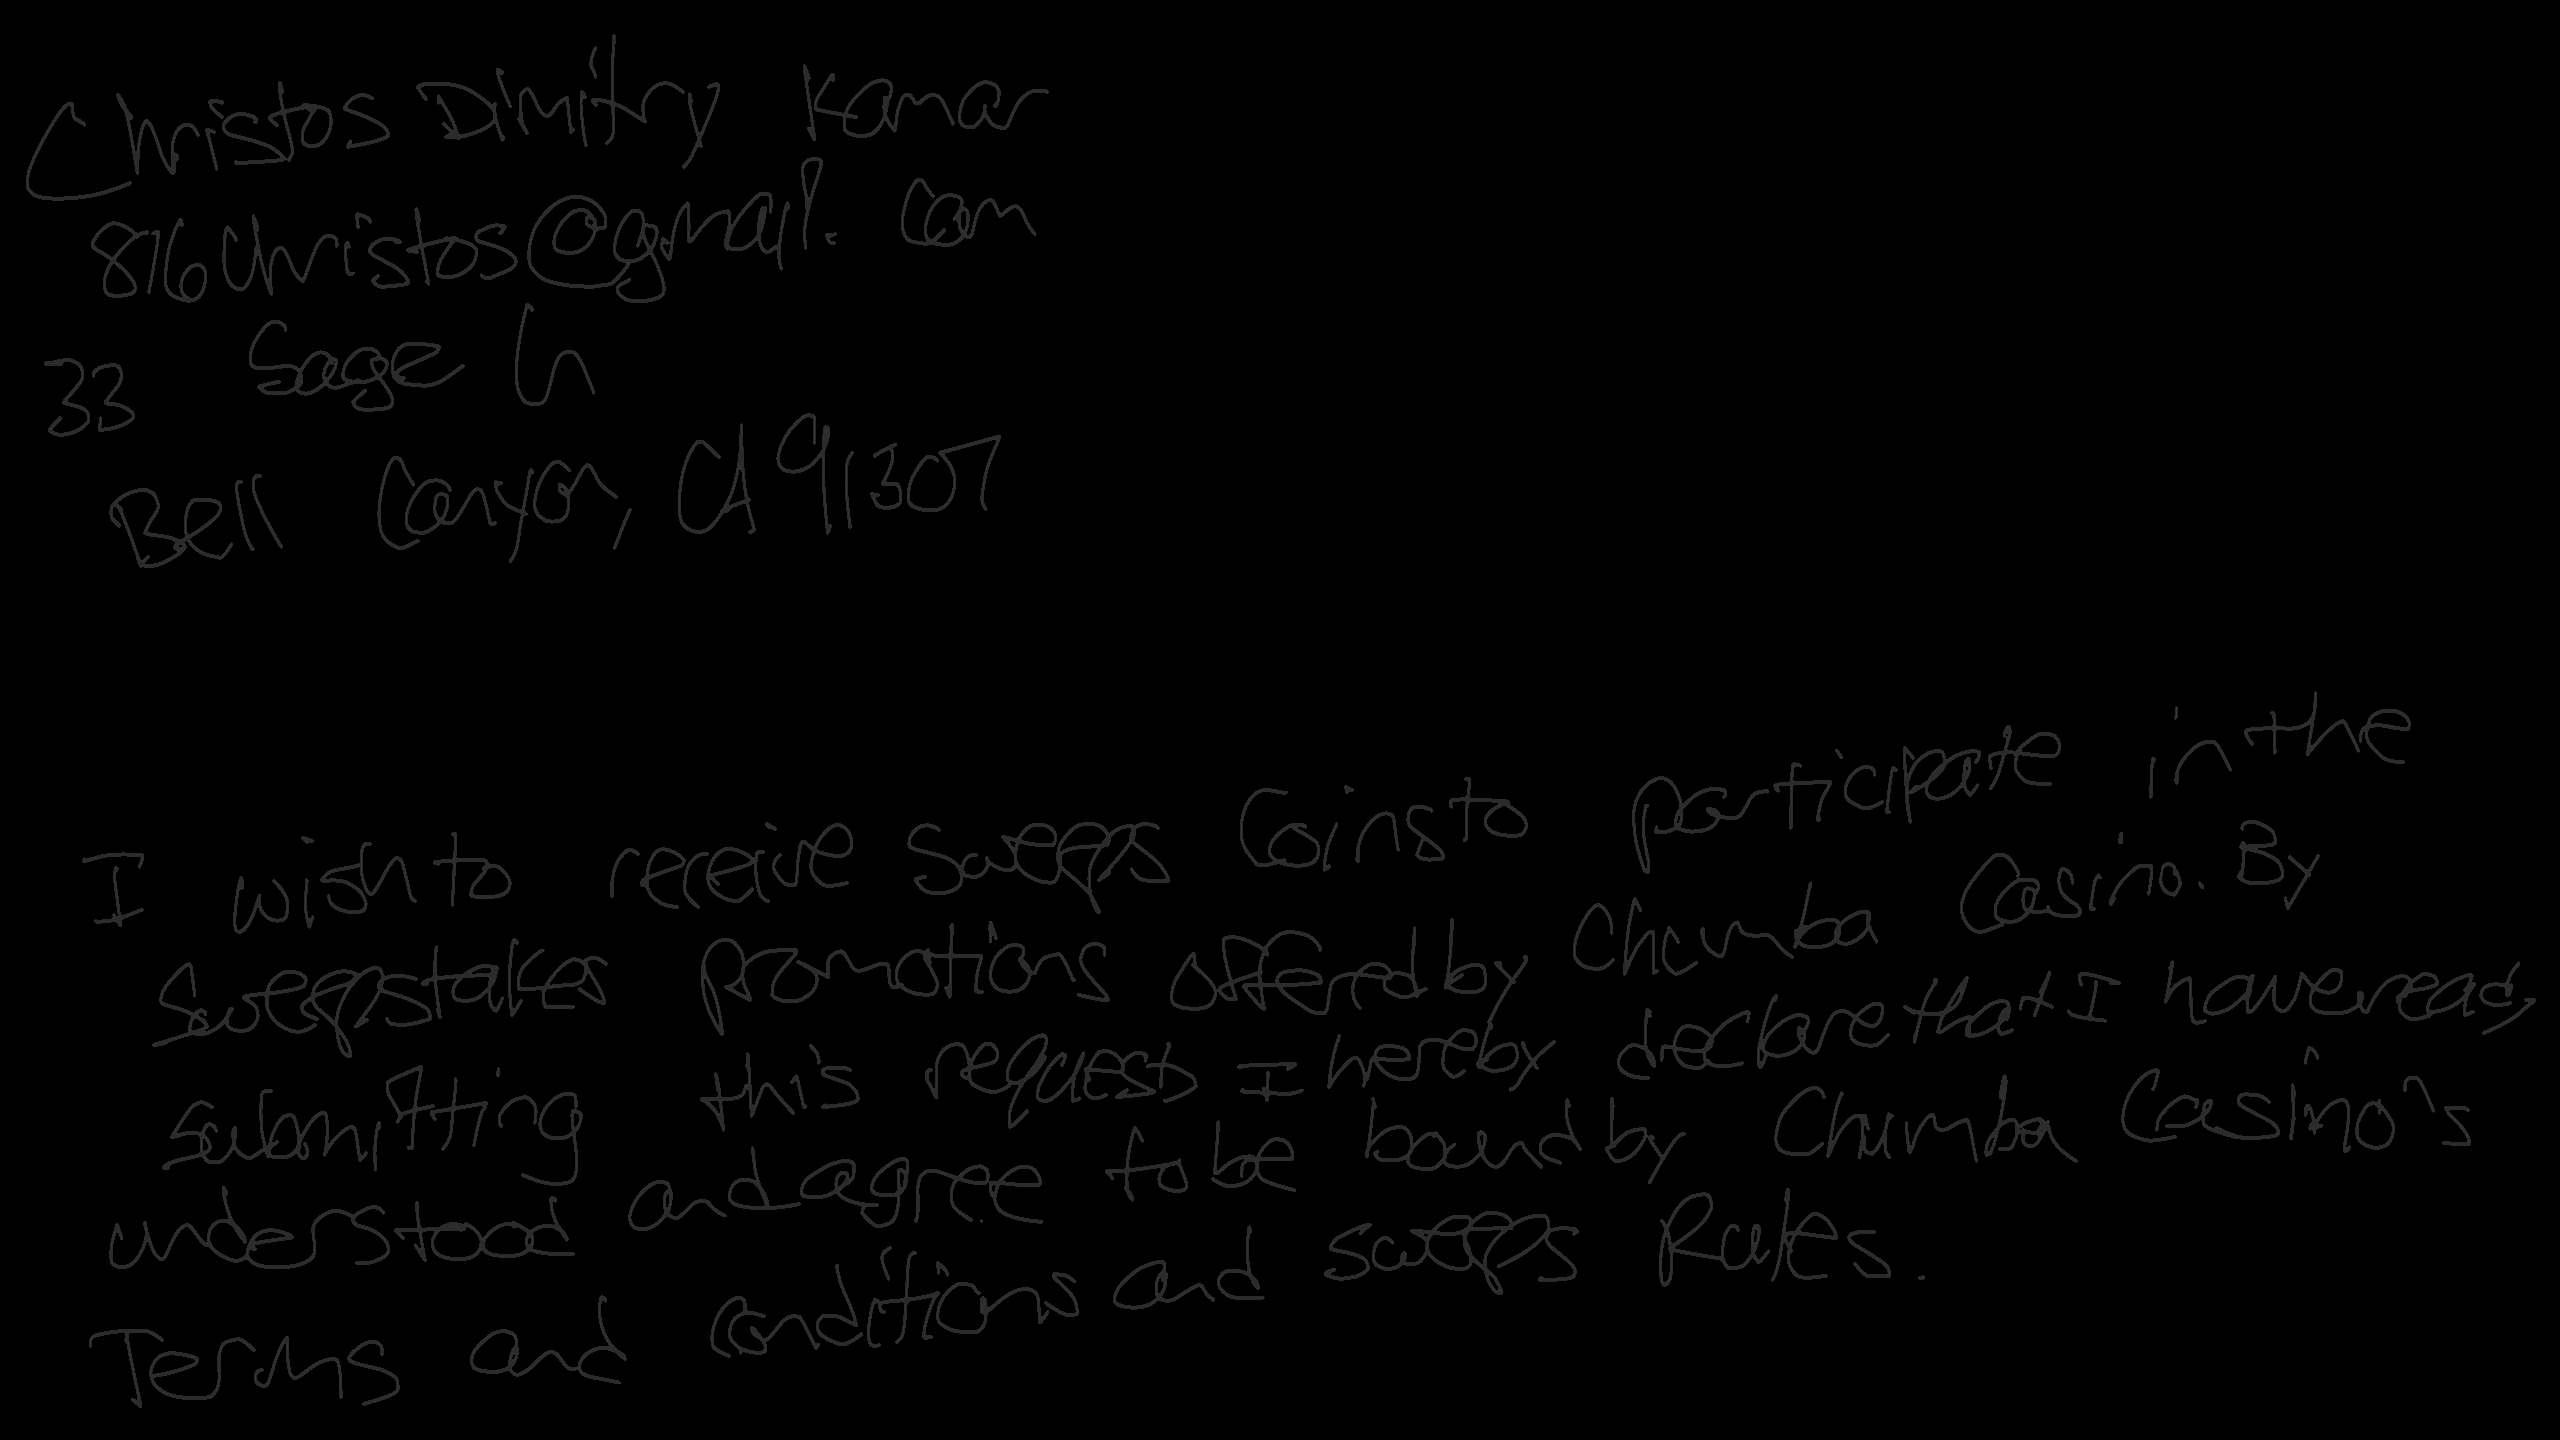 Christos Dimitry Kamar
816christos@gmail.com
33 Sage Ln
Bell Canyon, CA 91307
I wish to receive Sweeps Coins to participate in the
Sweepstakes promotions offered by Chumba Casino. By
submitting this request, I hereby declare that I have read,
understood and agree to be bound by Chumba Casino's
Terms and conditions and sweeps Rules.